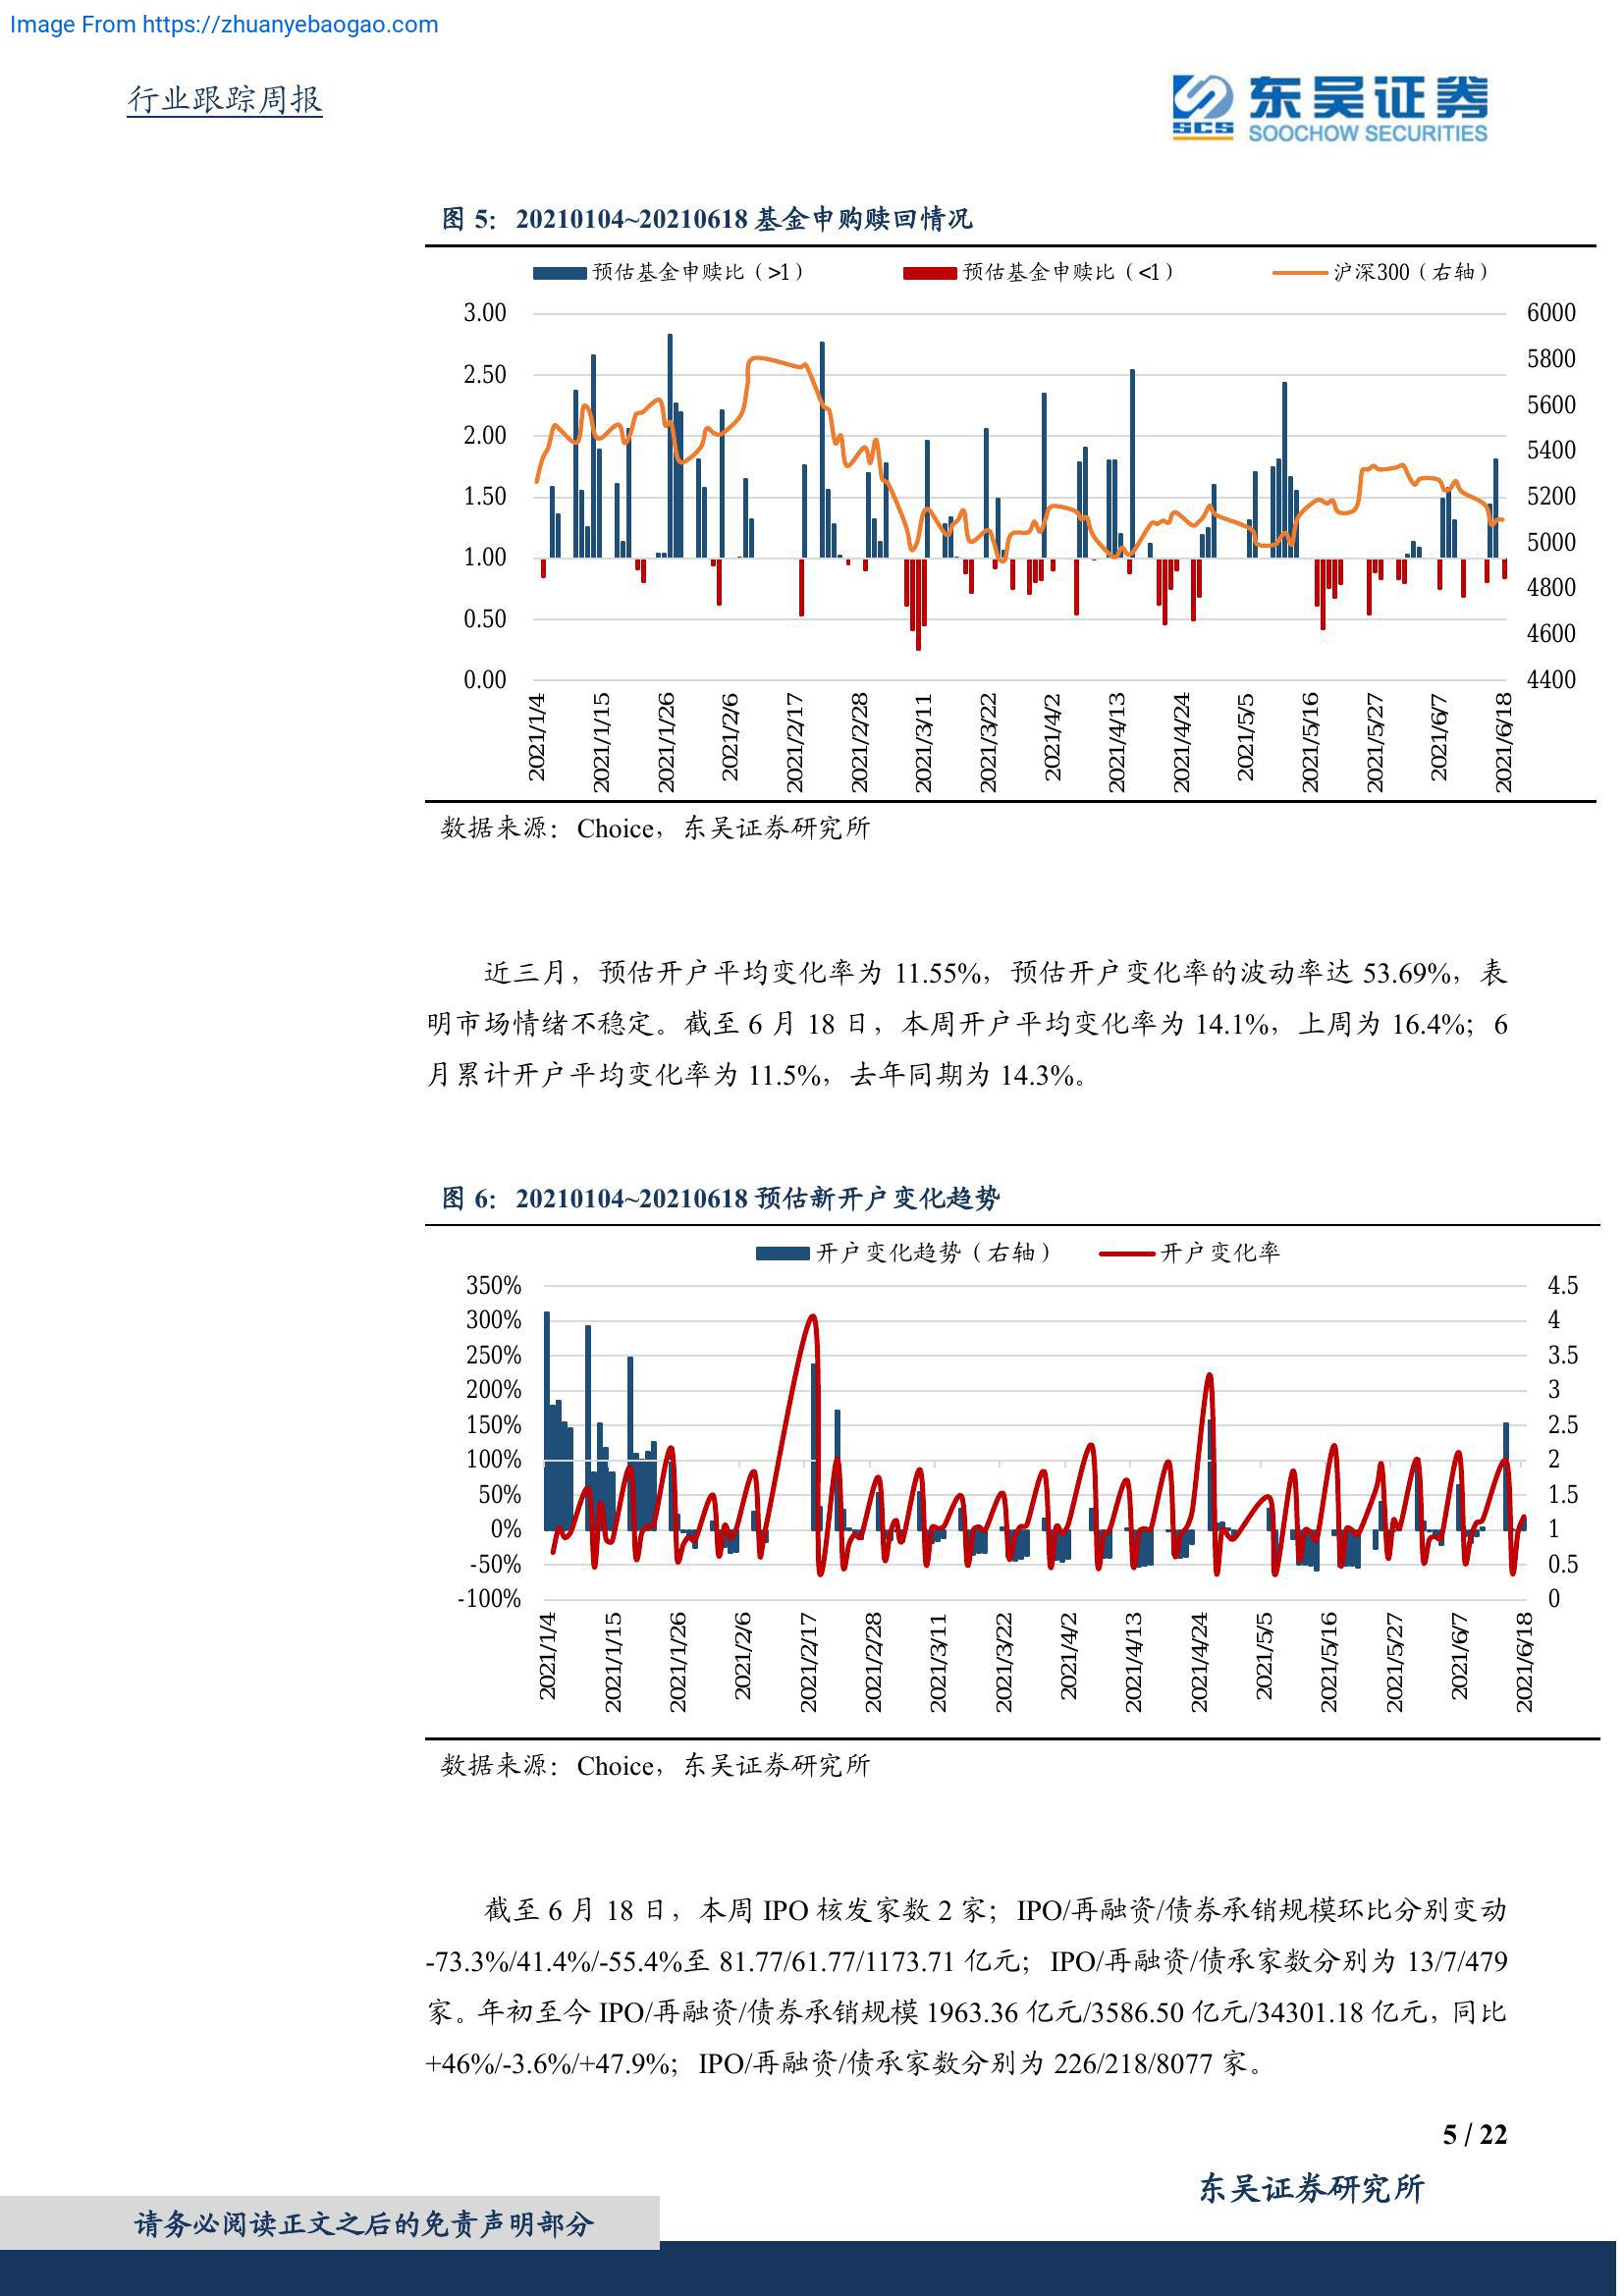 Image From https://zhuanyebaogao.com
行业跟踪周报
SCS
东吴证券
SOOCHOW SECURITIES
图 5： 20210104~20210618 基金申购赎回情况
预估基金申赎比（>1） 预估基金申赎比（<1） 沪深300（右轴）
3.00 6000
5800
2.50
5600
2.00
5400
1.50 5200
1.00 5000
4800
0.50
4600
0.00 4400
2021/1/4 2021/1/15 2021/1/26 2021/2/6 2021/2/17 2021/2/28 2021/3/11 2021/3/22 2021/4/2 2021/4/13 2021/4/24 2021/5/5 2021/5/16 2021/5/27 2021/6/7 2021/6/18
数据来源： Choice，东吴证券研究所
近三月，预估开户平均变化率为 11.55%，预估开户变化率的波动率达 53.69%，表
明市场情绪不稳定。截至 6 月 18 日，本周开户平均变化率为 14.1%，上周为 16.4%；6
月累计开户平均变化率为 11.5%，去年同期为 14.3%。
图 6： 20210104~20210618 预估新开户变化趋势
开户变化趋势（右轴） 开户变化率
350% 4.5
300% 4
250% 3.5
200% 3
150% 2.5
100% 2
50% 1.5
0% 1
-50% 0.5
-100% 0
2021/1/4 2021/1/15 2021/1/26 2021/2/6 2021/2/17 2021/2/28 2021/3/11 2021/3/22 2021/4/2 2021/4/13 2021/4/24 2021/5/5 2021/5/16 2021/5/27 2021/6/7 2021/6/18
数据来源： Choice，东吴证券研究所
截至 6 月 18 日，本周 IPO 核发家数 2 家；IPO/再融资/债券承销规模环比分别变动
-73.3%/41.4%/-55.4%至 81.77/61.77/1173.71 亿元；IPO/再融资/债承家数分别为 13/7/479
家。年初至今 IPO/再融资/债券承销规模 1963.36 亿元/3586.50 亿元/34301.18 亿元，同比
+46%/-3.6%/+47.9%；IPO/再融资/债承家数分别为 226/218/8077 家。
5 / 22
东吴证券研究所
请务必阅读正文之后的免责声明部分